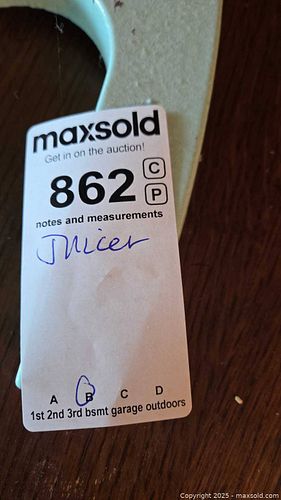 maxsold
Get in on the auction!
862 C
P
notes and measurements
Juicer
A B C D
1st 2nd 3rd bsmt garage outdoors
Copyright © 2025 - maxsold.com